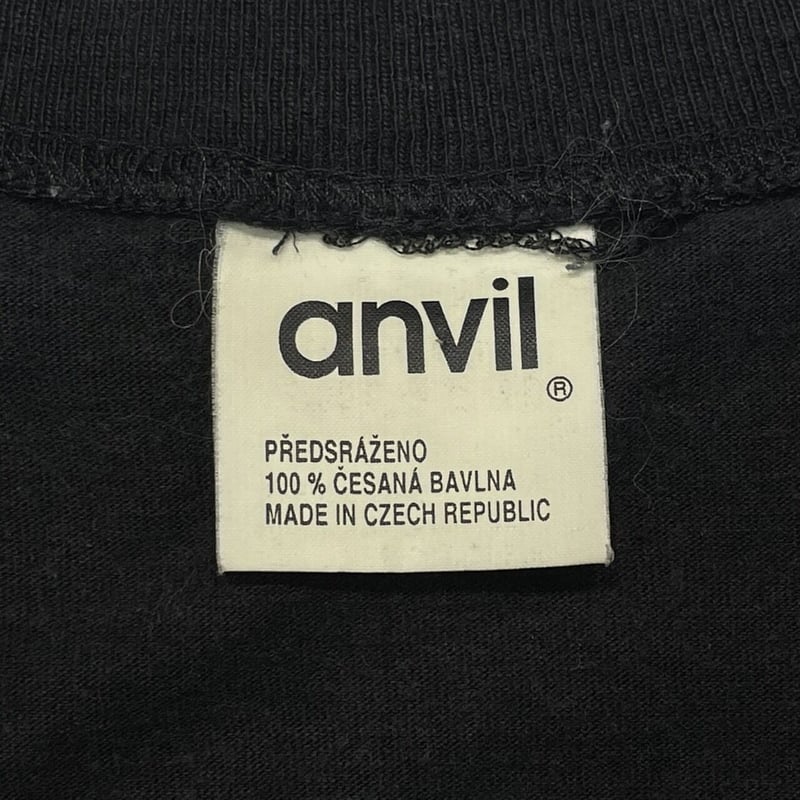 anvil
®
PŘEDSRÁŽENO
100 % ČESANÁ BAVLNA
MADE IN CZECH REPUBLIC